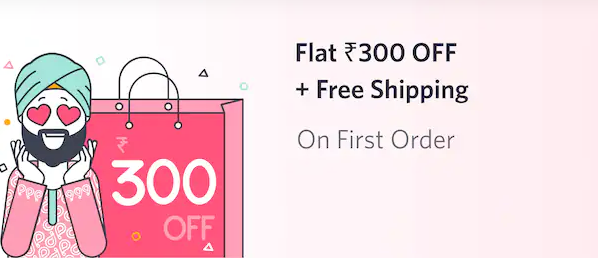 Flat ₹300 OFF
+ Free Shipping
On First Order
₹
300
OFF